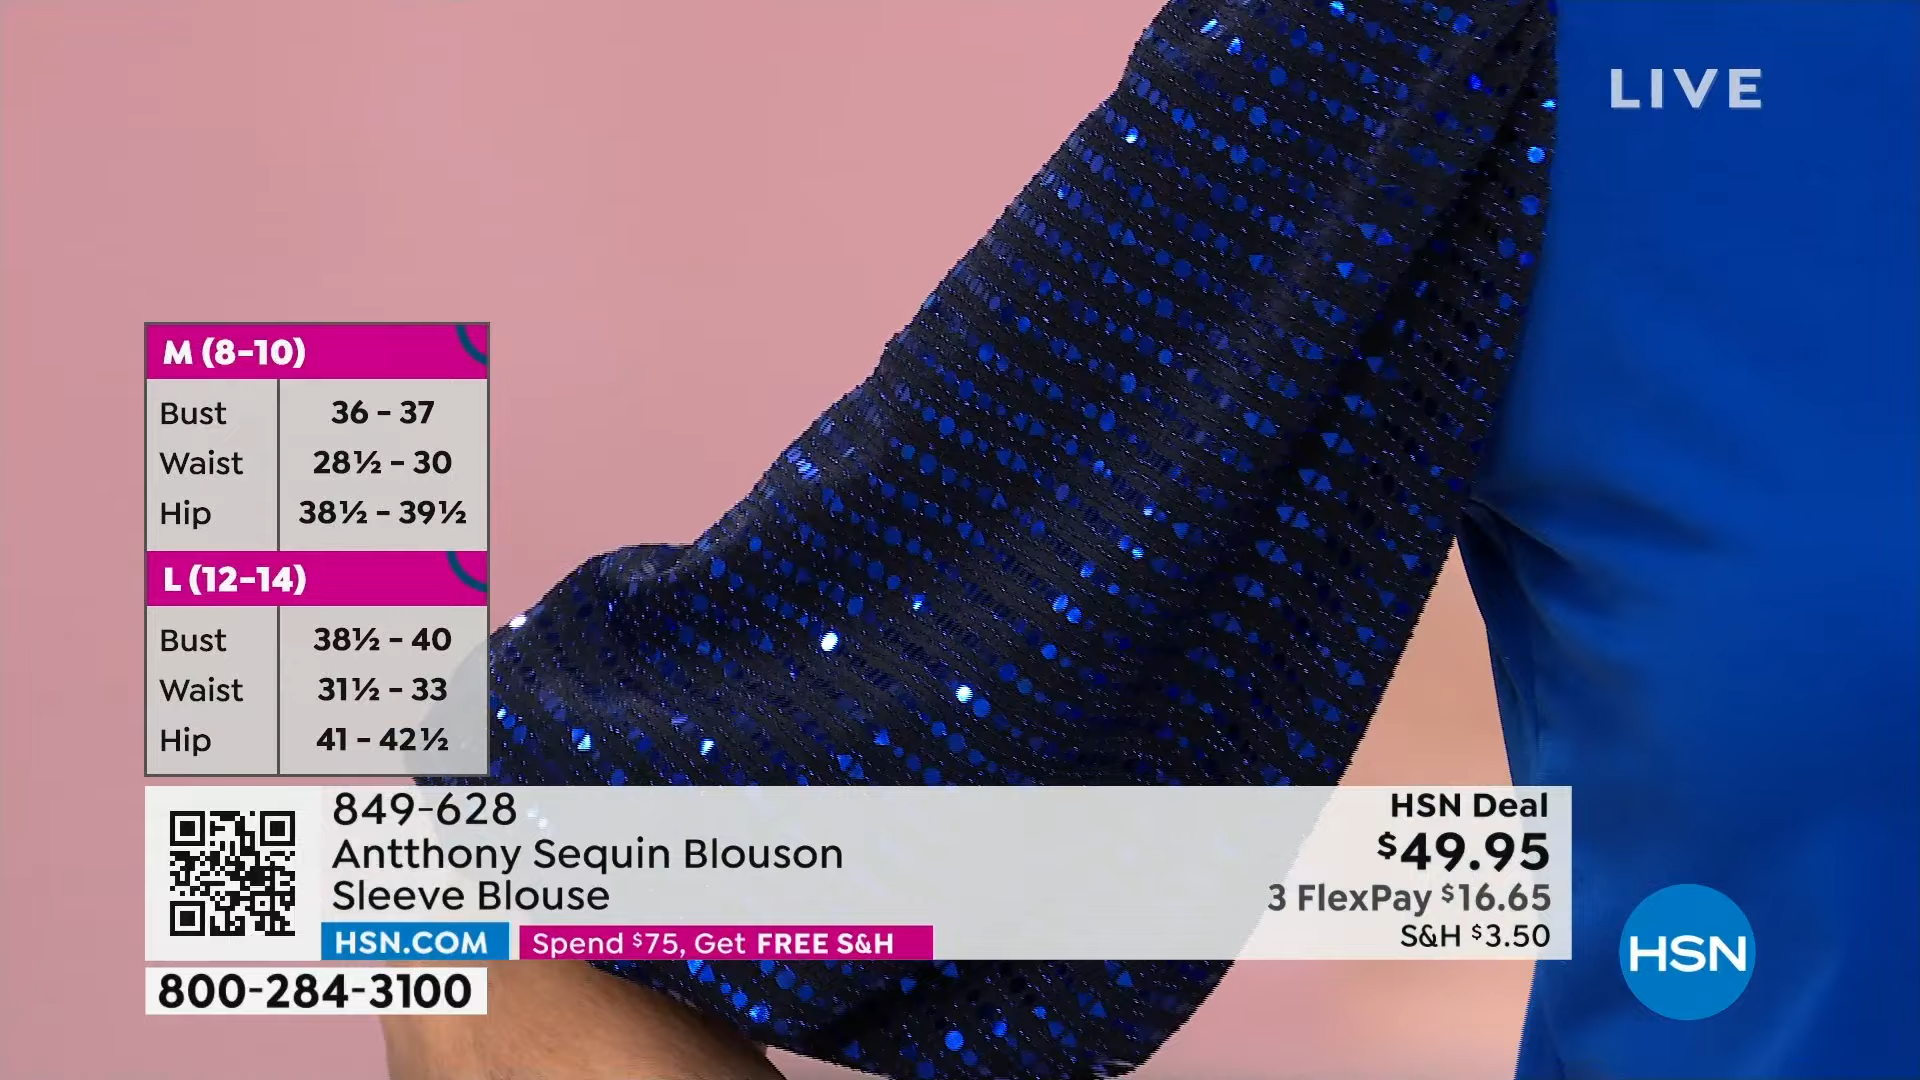 LIVE
M (8-10)
Bust 36 - 37
Waist 28½ - 30
Hip 38½ - 39½
L (12-14)
Bust 38½ - 40
Waist 31½ - 33
Hip 41 - 42½
849-628
Antthony Sequin Blouson
Sleeve Blouse
HSN.COM Spend $75, Get FREE S&H
800-284-3100
HSN Deal
$49.95
3 FlexPay $16.65
S&H $3.50
HSN